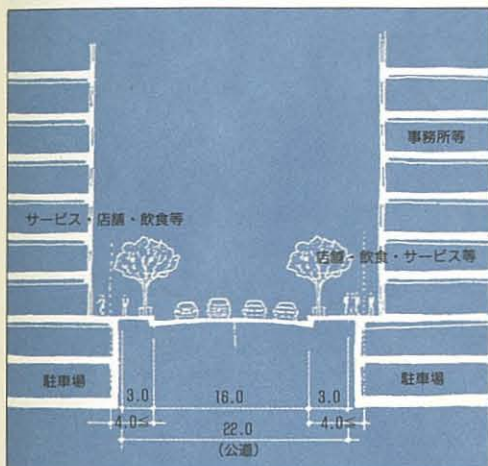 事務所等
サービス・店舗・飲食等
店舗・飲食・サービス等
駐車場
駐車場
3.0
16.0
3.0
4.0≦
4.0≦
22.0
(公道)